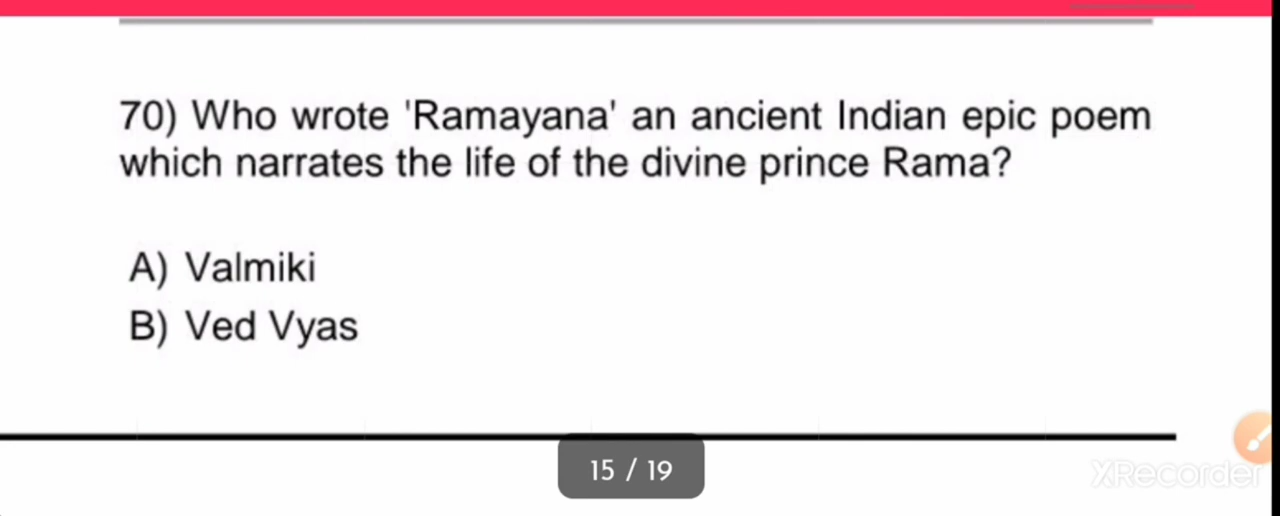 70) Who wrote 'Ramayana' an ancient Indian epic poem
which narrates the life of the divine prince Rama?
A) Valmiki
B) Ved Vyas
15 / 19
XRecorder